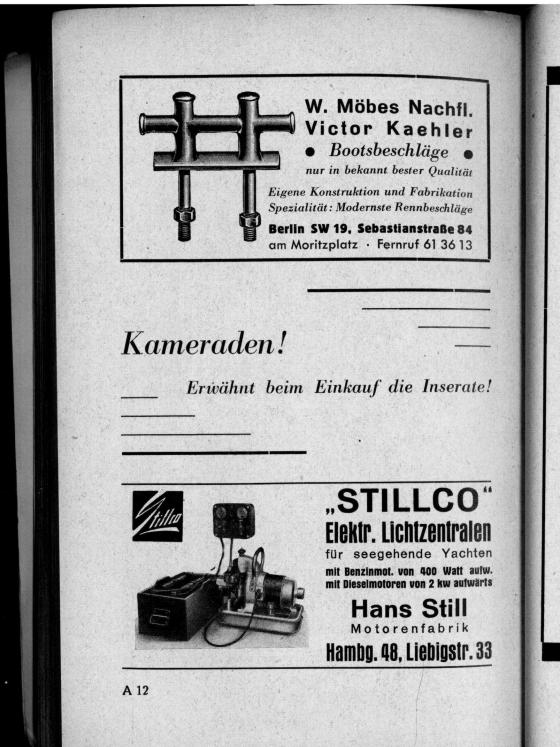 W. Möbes Nachfl.
Victor Kaehler
● Bootsbeschläge ●
nur in bekannt bester Qualität
Eigene Konstruktion und Fabrikation
Spezialität: Modernste Rennbeschläge
Berlin SW 19, Sebastianstraße 84
am Moritzplatz · Fernruf 61 36 13
Kameraden!
Erwähnt beim Einkauf die Inserate!
Stillco
„STILLCO“
Elektr. Lichtzentralen
für seegehende Yachten
mit Benzinmot. von 400 Watt aufw.
mit Dieselmotoren von 2 kw aufwärts
Hans Still
Motorenfabrik
Hambg. 48, Liebigstr. 33
A 12